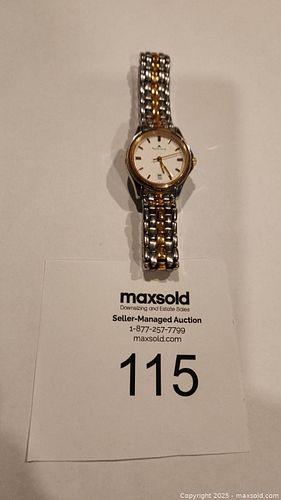 maxsold
Downsizing and Estate Sales
Seller-Managed Auction
1-877-257-7799
maxsold.com
115
Copyright 2025 - maxsold.com